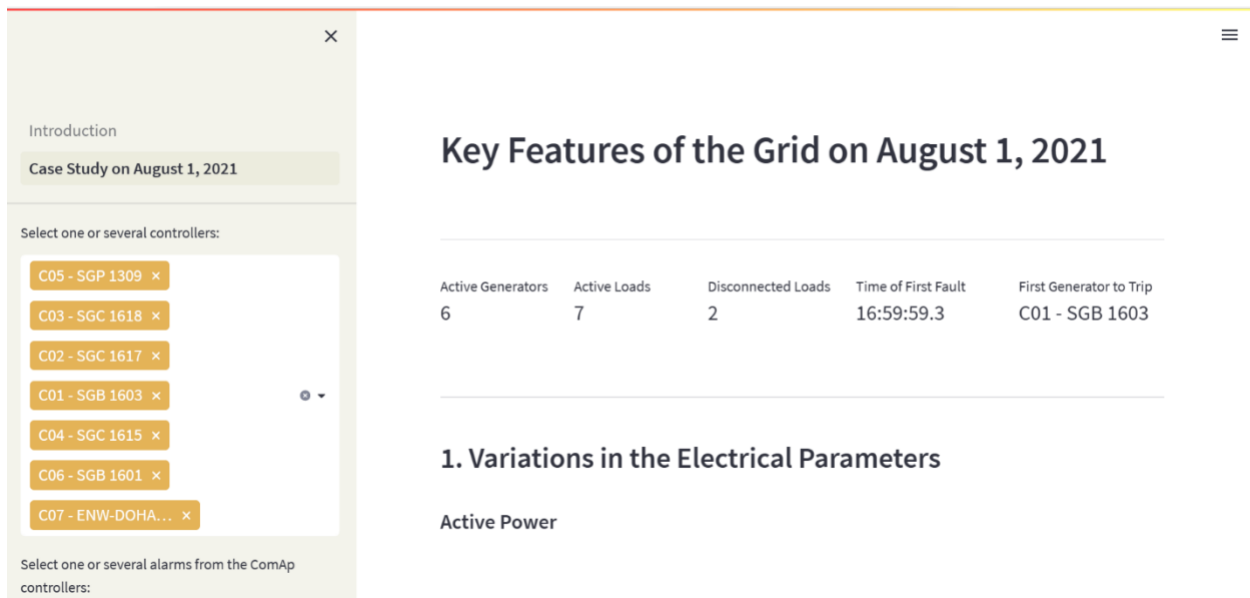 Introduction
Case Study on August 1, 2021
Select one or several controllers:
C05 - SGP 1309 ×
C03 - SGC 1618 ×
C02 - SGC 1617 ×
C01 - SGB 1603 ×
C04 - SGC 1615 ×
C06 - SGB 1601 ×
C07 - ENW-DOHA... ×
Select one or several alarms from the ComAp
controllers:
Key Features of the Grid on August 1, 2021
Active Generators Active Loads Disconnected Loads Time of First Fault First Generator to Trip
6 7 2 16:59:59.3 C01 - SGB 1603
1. Variations in the Electrical Parameters
Active Power